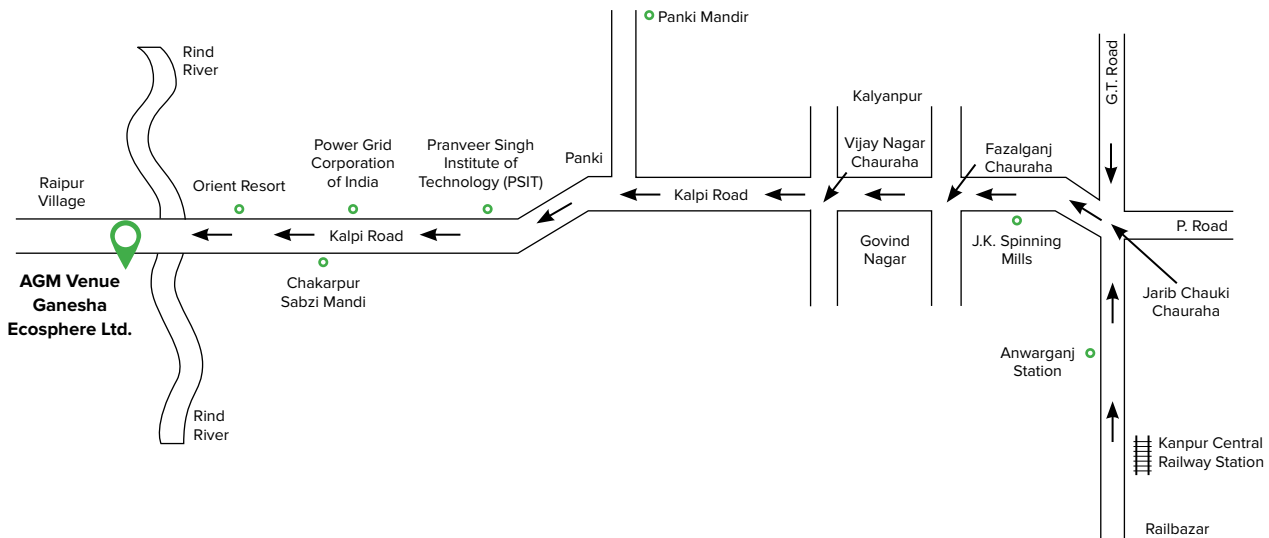 Panki Mandir
Rind
River
G.T. Road
Kalyanpur
Power Grid
Corporation
of India
Pranveer Singh
Institute of
Technology (PSIT)
Panki
Vijay Nagar
Chauraha
Fazalganj
Chauraha
Raipur
Village
Orient Resort
Kalpi Road
Kalpi Road
P. Road
Govind
Nagar
J.K. Spinning
Mills
AGM Venue
Ganesha
Ecosphere Ltd.
Chakarpur
Sabzi Mandi
Jarib Chauki
Chauraha
Anwarganj
Station
Rind
River
Kanpur Central
Railway Station
Railbazar